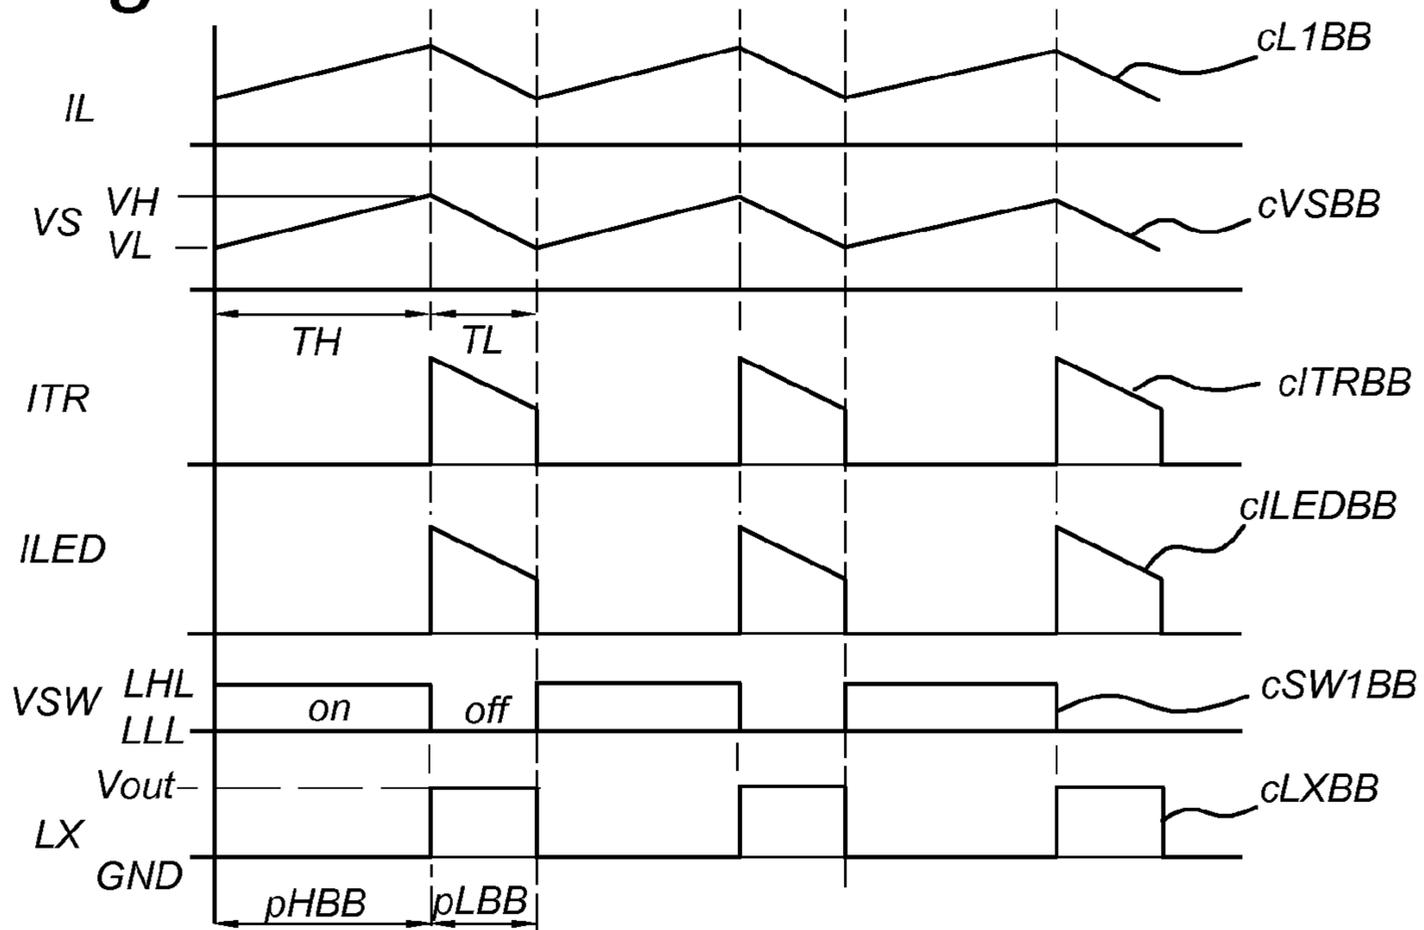 cL1BB
IL
VH
VS
cVSBB
VL
TH
TL
ITR
cITRBB
cILEDBB
ILED
LHL
VSW
on
off
cSW1BB
LLL
Vout
cLXBB
LX
GND
pHBB
pLBB